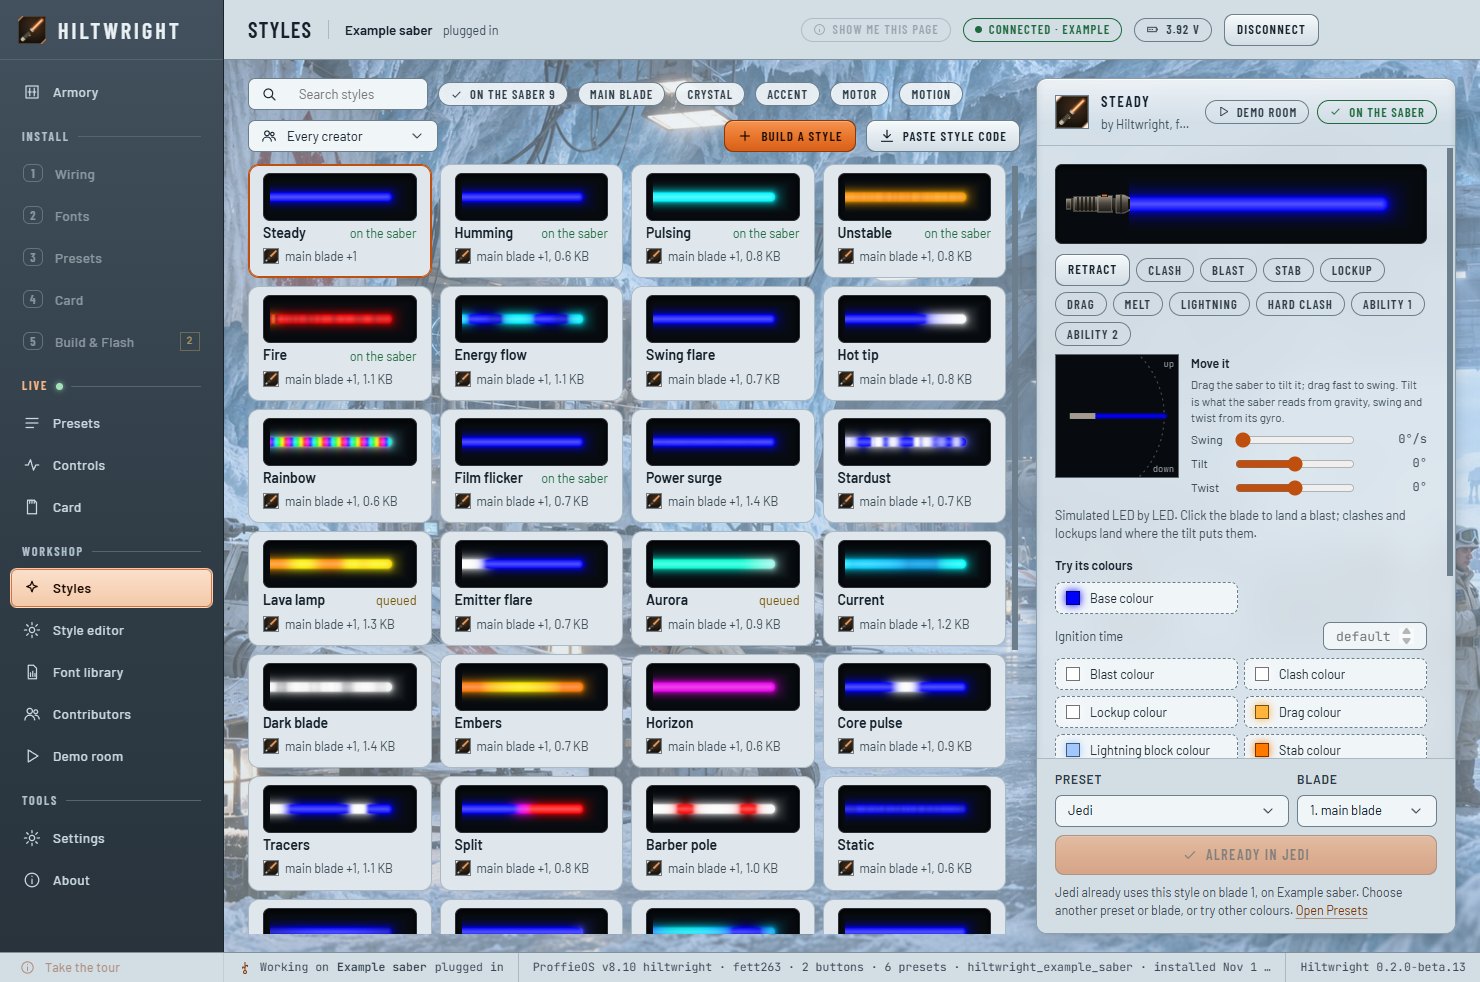 HILTWRIGHT
STYLES
Example saber plugged in
SHOW ME THIS PAGE
CONNECTED · EXAMPLE
3.92 V
DISCONNECT
Armory
INSTALL
1 Wiring
2 Fonts
3 Presets
4 Card
5 Build & Flash 2
LIVE
Presets
Controls
Card
WORKSHOP
Styles
Style editor
Font library
Contributors
Demo room
TOOLS
Settings
About
Take the tour
Search styles
ON THE SABER 9
MAIN BLADE
CRYSTAL
ACCENT
MOTOR
MOTION
Every creator
BUILD A STYLE
PASTE STYLE CODE
Steady on the saber
main blade +1
Humming on the saber
main blade +1, 0.6 KB
Pulsing on the saber
main blade +1, 0.8 KB
Unstable on the saber
main blade +1, 0.8 KB
Fire on the saber
main blade +1, 1.1 KB
Energy flow
main blade +1, 1.1 KB
Swing flare
main blade +1, 0.7 KB
Hot tip
main blade +1, 0.8 KB
Rainbow
main blade +1, 0.6 KB
Film flicker on the saber
main blade +1, 0.7 KB
Power surge
main blade +1, 1.4 KB
Stardust
main blade +1, 0.7 KB
Lava lamp queued
main blade +1, 1.3 KB
Emitter flare
main blade +1, 0.7 KB
Aurora queued
main blade +1, 0.9 KB
Current
main blade +1, 1.2 KB
Dark blade
main blade +1, 1.4 KB
Embers
main blade +1, 0.7 KB
Horizon
main blade +1, 0.6 KB
Core pulse
main blade +1, 0.9 KB
Tracers
main blade +1, 1.1 KB
Split
main blade +1, 0.8 KB
Barber pole
main blade +1, 1.0 KB
Static
main blade +1, 0.6 KB
STEADY
by Hiltwright, f...
DEMO ROOM
ON THE SABER
RETRACT CLASH BLAST STAB LOCKUP
DRAG MELT LIGHTNING HARD CLASH ABILITY 1
ABILITY 2
up
down
Move it
Drag the saber to tilt it; drag fast to swing. Tilt
is what the saber reads from gravity, swing and
twist from its gyro.
Swing 0°/s
Tilt 0°
Twist 0°
Simulated LED by LED. Click the blade to land a blast; clashes and
lockups land where the tilt puts them.
Try its colours
Base colour
Ignition time default
Blast colour Clash colour
Lockup colour Drag colour
Lightning block colour Stab colour
PRESET BLADE
Jedi 1. main blade
ALREADY IN JEDI
Jedi already uses this style on blade 1, on Example saber. Choose
another preset or blade, or try other colours. Open Presets
Working on Example saber plugged in
ProffieOS v8.10 hiltwright · fett263 · 2 buttons · 6 presets · hiltwright_example_saber · installed Nov 1 …
Hiltwright 0.2.0-beta.13